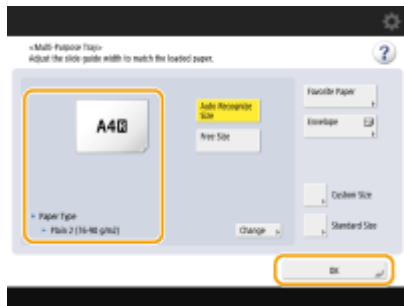 <Multi-Purpose Tray>
Adjust the slide guide width to match the loaded paper.
?
A4R
Auto Recognize
Size
Free Size
Favorite Paper
Envelope
Custom Size
Standard Size
Paper Type
Plain 2 (76-90 g/m2)
Change
OK